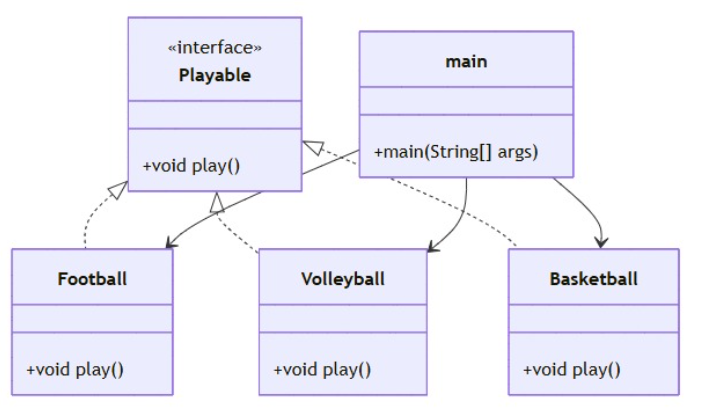 «interface»
Playable
+void play()
main
+main(String[] args)
Football
+void play()
Volleyball
+void play()
Basketball
+void play()